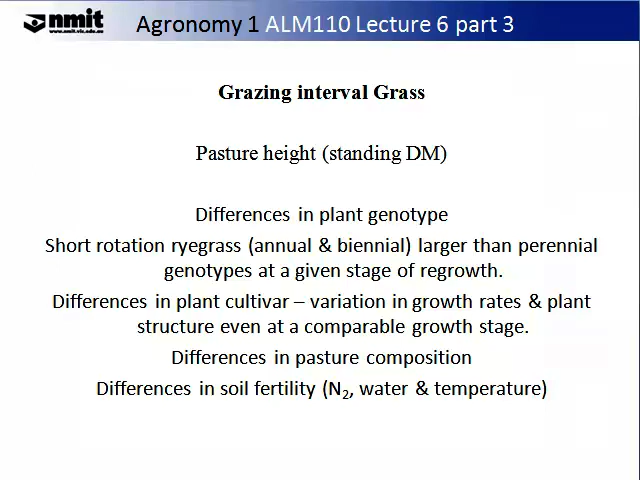 nmit
www.nmit.vic.edu.au
Agronomy 1 ALM110 Lecture 6 part 3
Grazing interval Grass
Pasture height (standing DM)
Differences in plant genotype
Short rotation ryegrass (annual & biennial) larger than perennial
genotypes at a given stage of regrowth.
Differences in plant cultivar – variation in growth rates & plant
structure even at a comparable growth stage.
Differences in pasture composition
Differences in soil fertility (N₂, water & temperature)